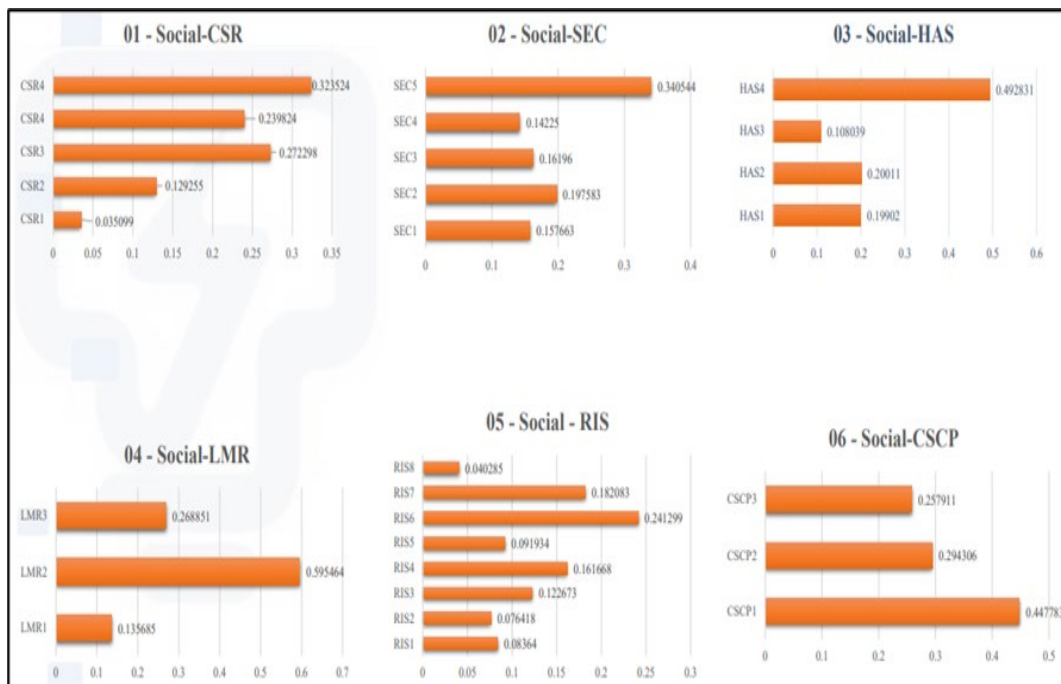 01 - Social-CSR
CSR4 0.323524
CSR4 0.239824
CSR3 0.272298
CSR2 0.129255
CSR1 0.035099
0 0.05 0.1 0.15 0.2 0.25 0.3 0.35
02 - Social-SEC
SEC5 0.340544
SEC4 0.14225
SEC3 0.16196
SEC2 0.197583
SEC1 0.157663
0 0.1 0.2 0.3 0.4
03 - Social-HAS
HAS4 0.492831
HAS3 0.108039
HAS2 0.20011
HAS1 0.19902
0 0.1 0.2 0.3 0.4 0.5 0.6
04 - Social-LMR
LMR3 0.268851
LMR2 0.595464
LMR1 0.135685
0 0.1 0.2 0.3 0.4 0.5 0.6 0.7
05 - Social - RIS
RIS8 0.040285
RIS7 0.182083
RIS6 0.241299
RIS5 0.091934
RIS4 0.161668
RIS3 0.122673
RIS2 0.076418
RIS1 0.08364
0 0.05 0.1 0.15 0.2 0.25 0.3
06 - Social-CSCP
CSCP3 0.257911
CSCP2 0.294306
CSCP1 0.447783
0 0.1 0.2 0.3 0.4 0.5